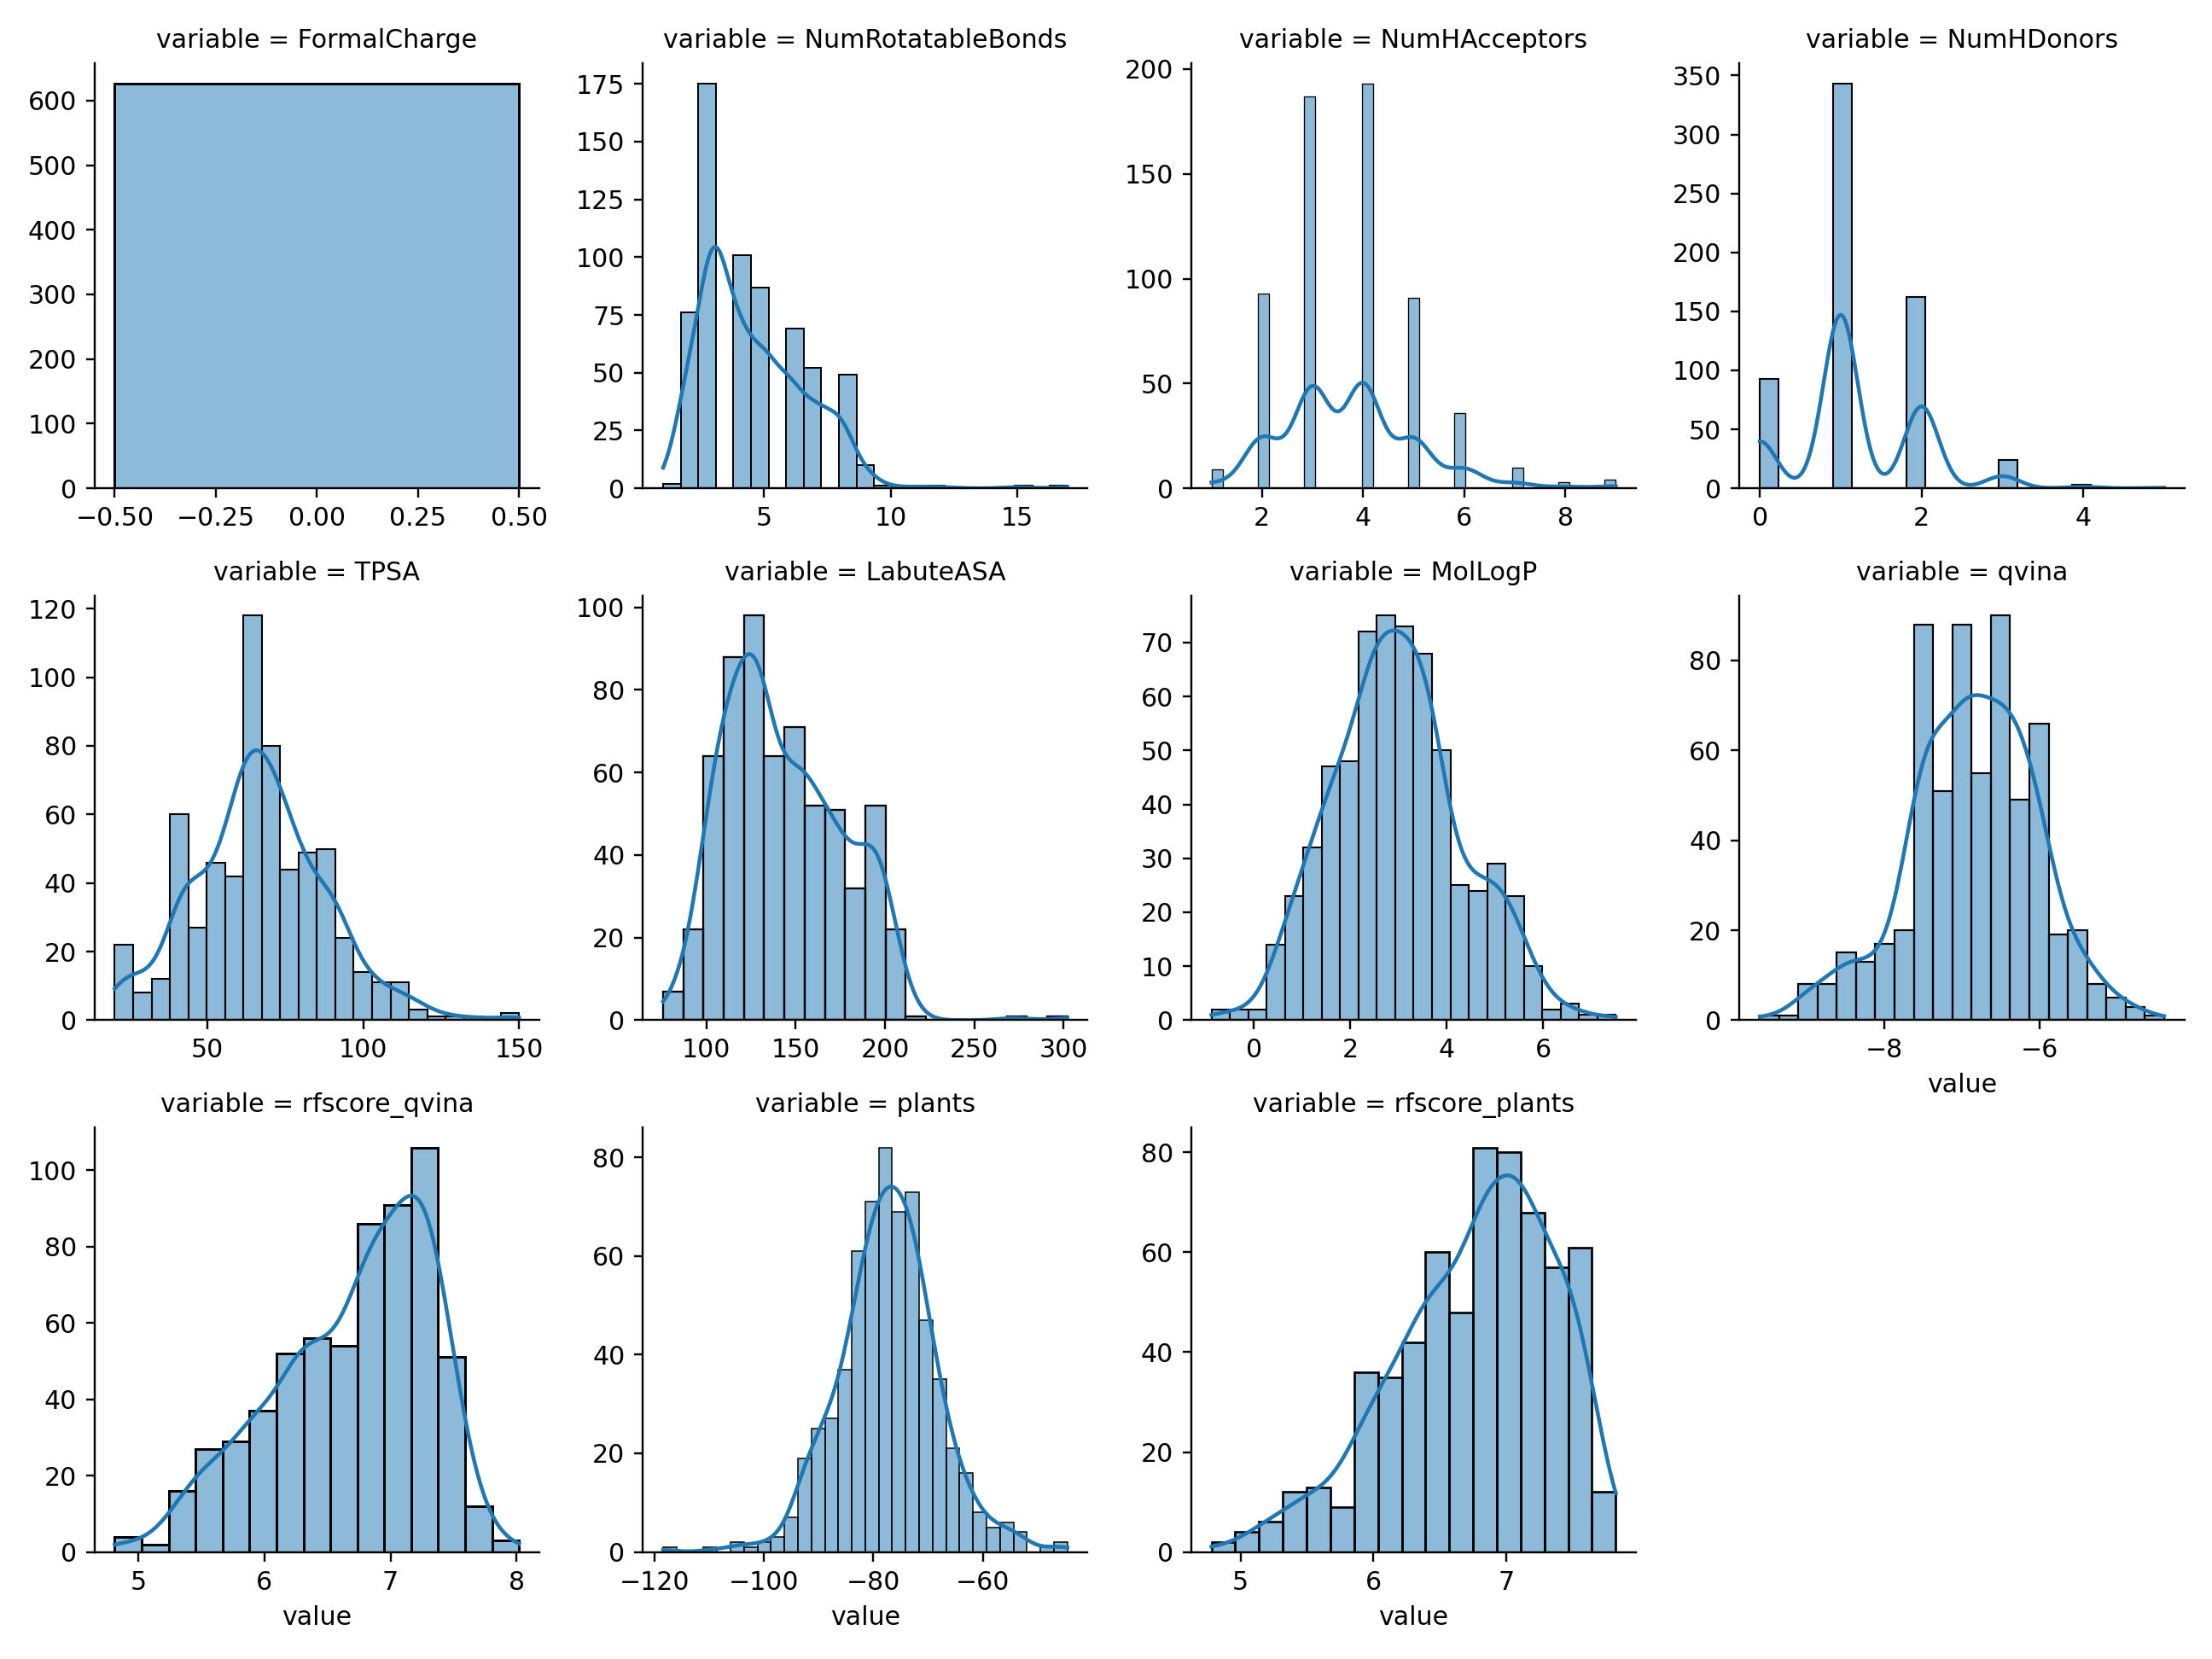 variable = FormalCharge
variable = NumRotatableBonds
variable = NumHAcceptors
variable = NumHDonors
600
500
400
300
200
100
0
−0.50 −0.25 0.00 0.25 0.50
175
150
125
100
75
50
25
0
5 10 15
200
150
100
50
0
2 4 6 8
350
300
250
200
150
100
50
0
0 2 4
variable = TPSA
variable = LabuteASA
variable = MolLogP
variable = qvina
120
100
80
60
40
20
0
50 100 150
100
80
60
40
20
0
100 150 200 250 300
70
60
50
40
30
20
10
0
0 2 4 6
80
60
40
20
0
−8 −6
value
variable = rfscore_qvina
variable = plants
variable = rfscore_plants
100
80
60
40
20
0
5 6 7 8
value
80
60
40
20
0
−120 −100 −80 −60
value
80
60
40
20
0
5 6 7
value